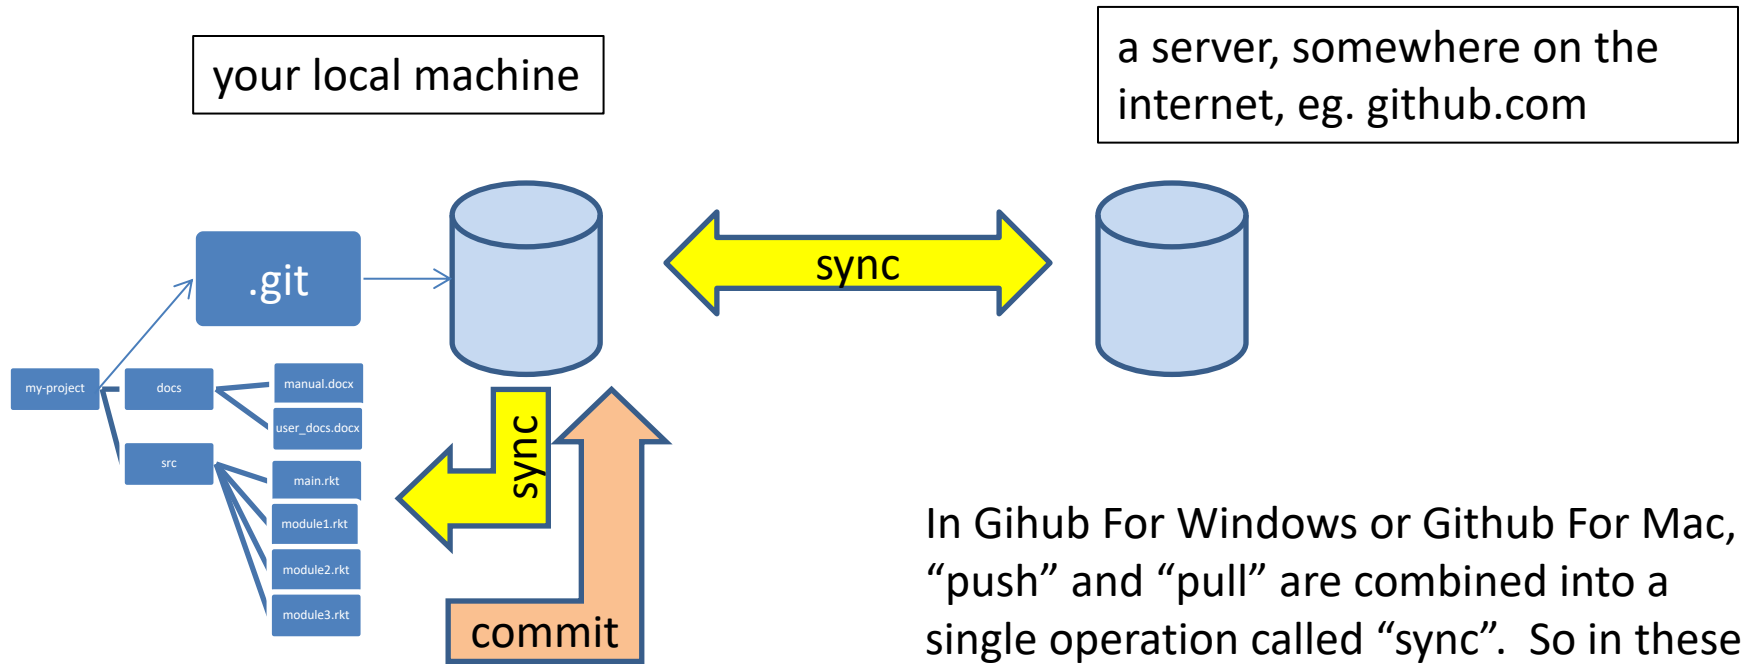 your local machine
a server, somewhere on the
internet, eg. github.com
.git
sync
my-project
docs
manual.docx
user_docs.docx
src
main.rkt
module1.rkt
module2.rkt
module3.rkt
sync
commit
In Gihub For Windows or Github For Mac,
“push” and “pull” are combined into a
single operation called “sync”. So in these